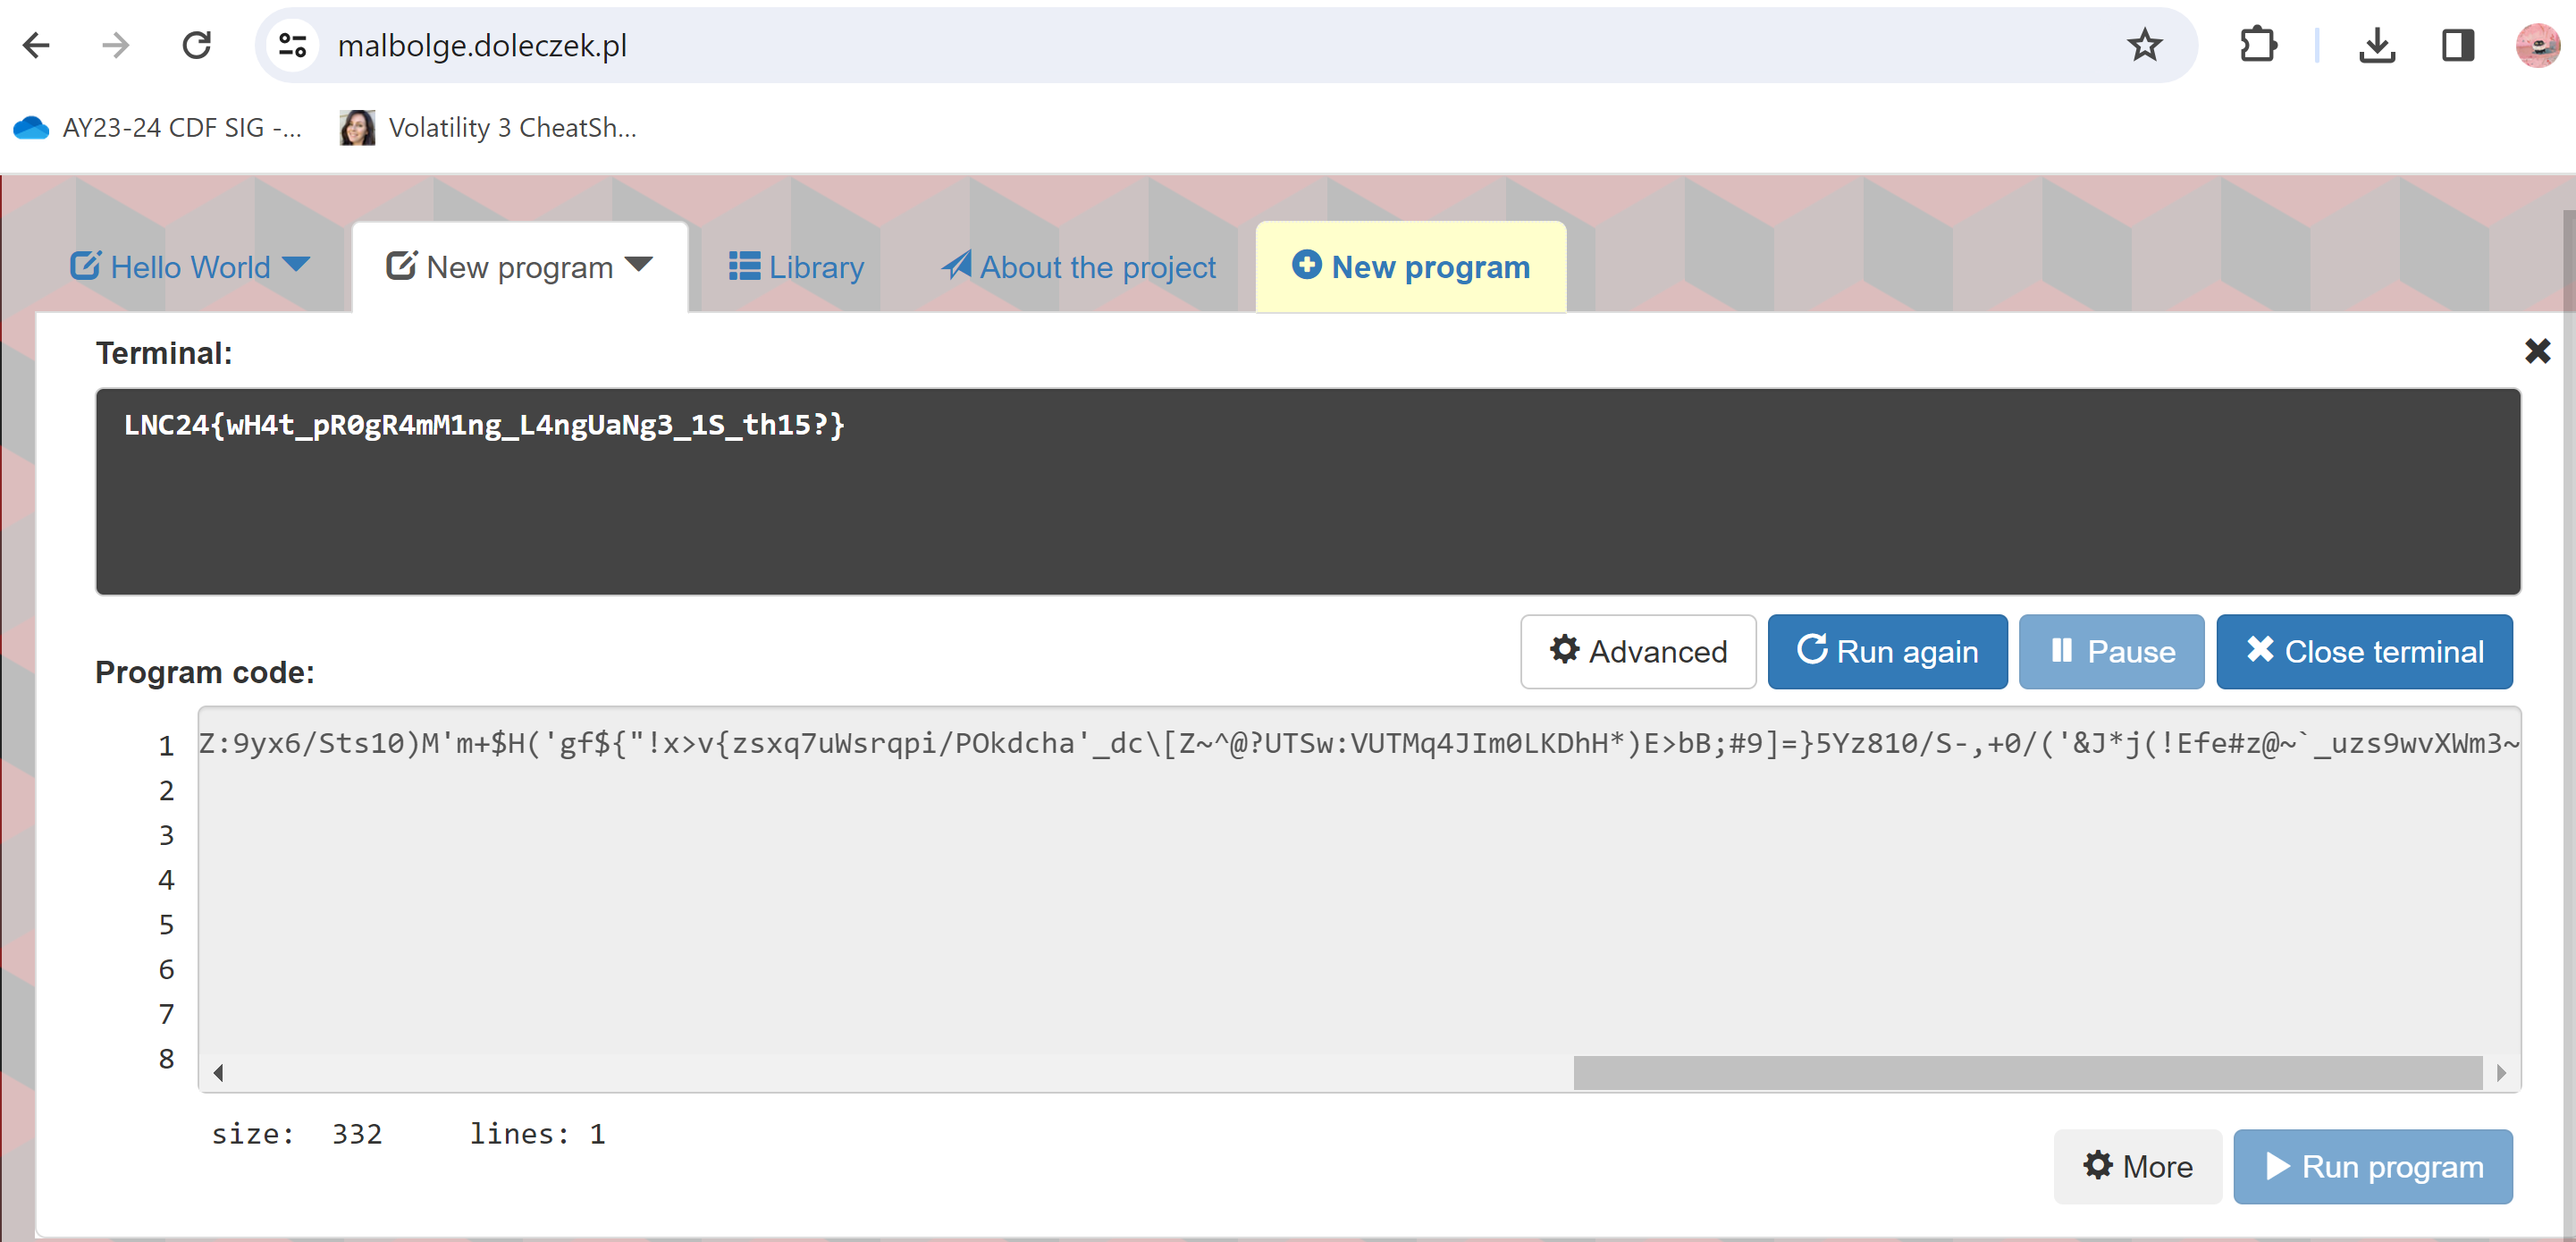 malbolge.doleczek.pl
AY23-24 CDF SIG -...
Volatility 3 CheatSh...
Hello World
New program
Library
About the project
New program
Terminal:
LNC24{wH4t_pR0gR4mM1ng_L4ngUaNg3_1S_th15?}
Advanced
Run again
Pause
Close terminal
Program code:
1
Z:9yx6/Sts10)M'm+$H('gf${"!x>v{zsxq7uWsrqpi/POkdcha'_dc\[Z~^@?UTSw:VUTMq4JIm0LKDhH*)E>bB;#9]=}5Yz810/S-,+0/('&J*j(!Efe#z@~`_uzs9wvXWm3~
2
3
4
5
6
7
8
size: 332 lines: 1
More
Run program